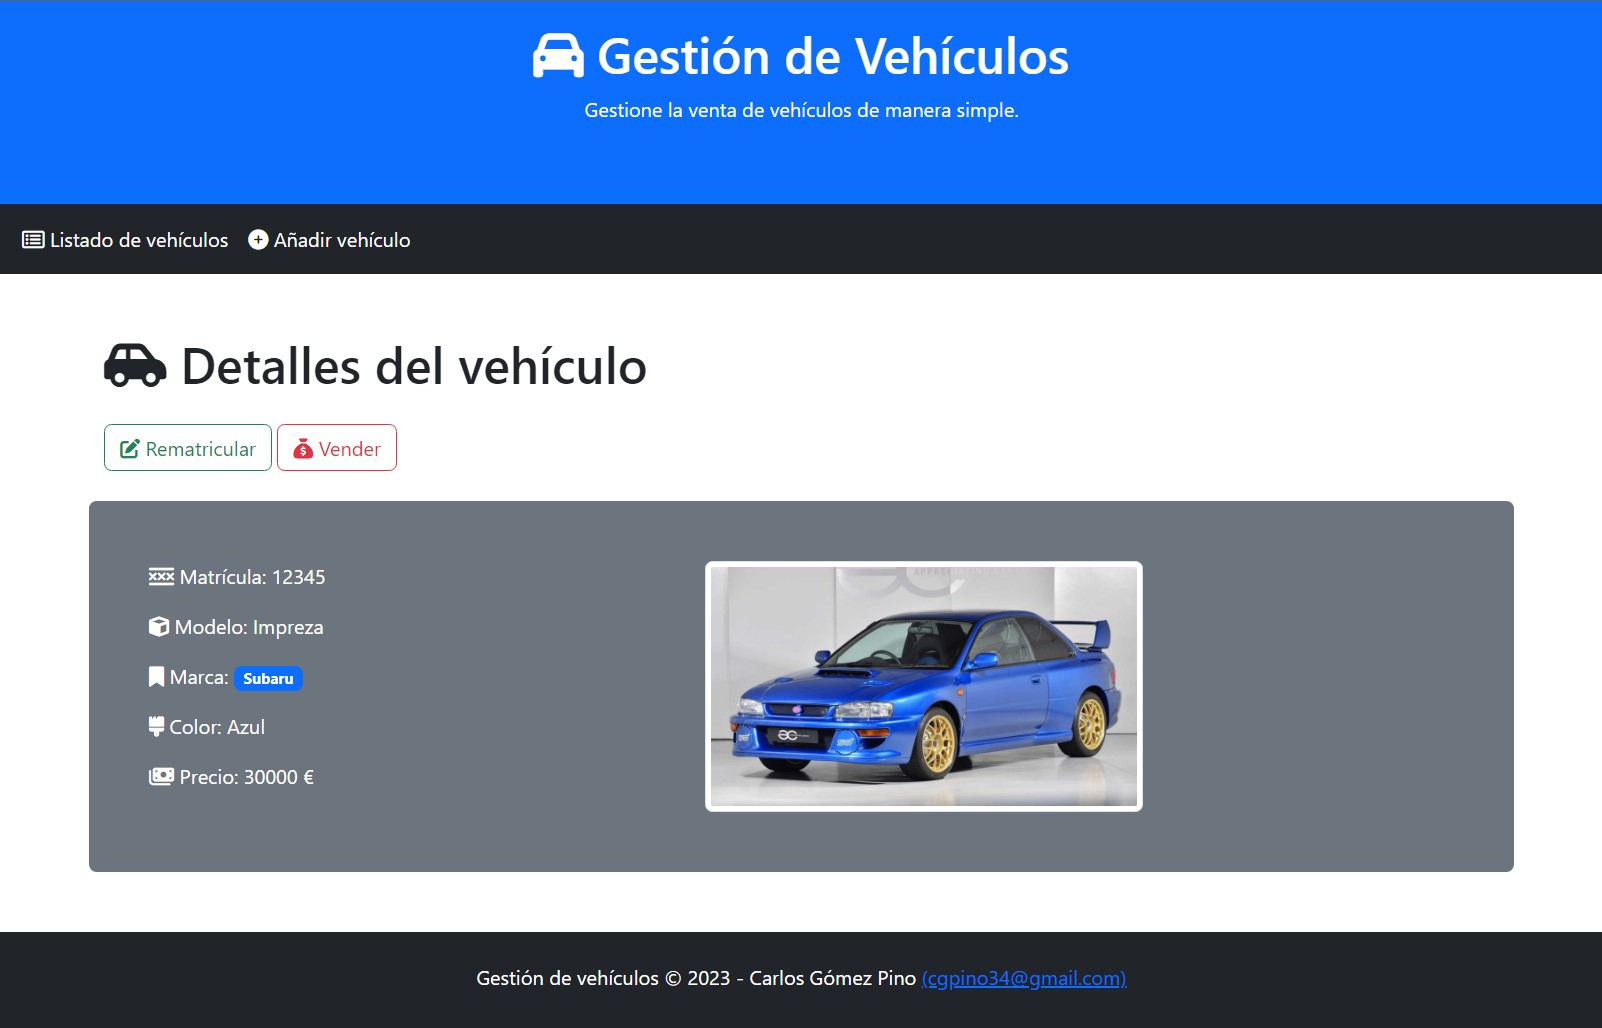 Gestión de Vehículos
Gestione la venta de vehículos de manera simple.
Listado de vehículos Añadir vehículo
Detalles del vehículo
Rematricular Vender
Matrícula: 12345
Modelo: Impreza
Marca: Subaru
Color: Azul
Precio: 30000 €
Gestión de vehículos © 2023 - Carlos Gómez Pino (cgpino34@gmail.com)